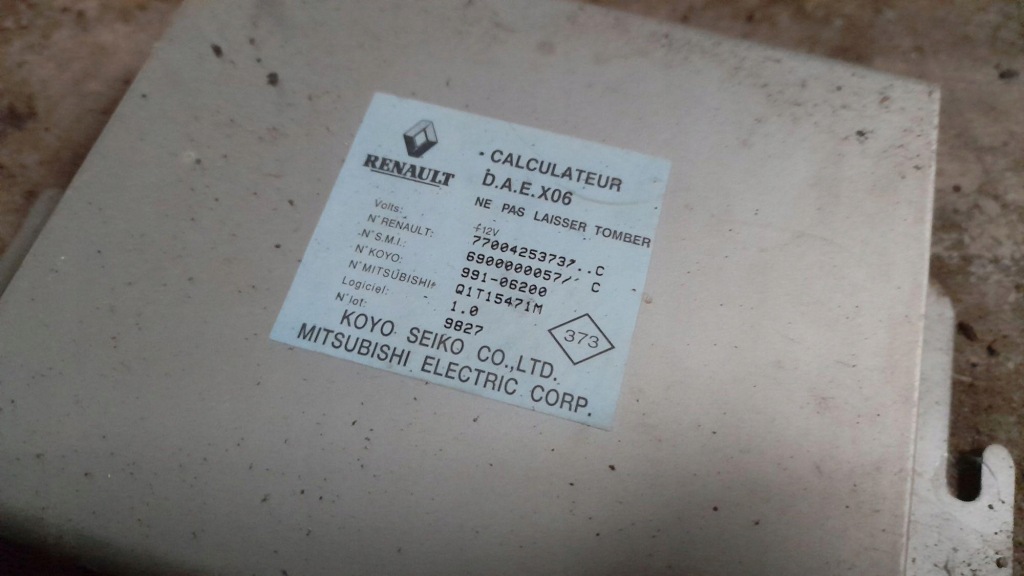 RENAULT
CALCULATEUR
D.A.E.X06
NE PAS LAISSER TOMBER
Volts: +12V
N° RENAULT: 7700425373/..C
N° S.M.I.: 6900000057/ C
N° KOYO: 991-06200
N° MITSUBISHI: Q1T15471M
Logiciel: 1.0
N° lot: 9827
373
KOYO SEIKO CO.,LTD.
MITSUBISHI ELECTRIC CORP.